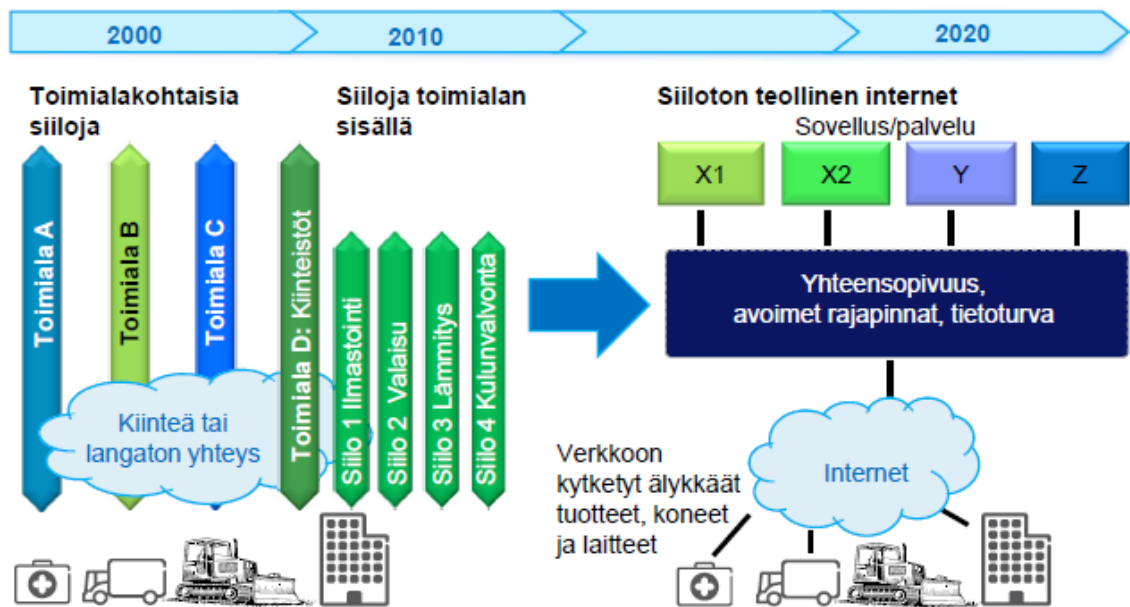 2000
2010
2020
Toimialakohtaisia
siiloja
Siiloja toimialan
sisällä
Siiloton teollinen internet
Sovellus/palvelu
Toimiala A
Toimiala B
Toimiala C
Toimiala D: Kiinteistöt
Siilo 1 Ilmastointi
Siilo 2 Valaisu
Siilo 3 Lämmitys
Siilo 4 Kulunvalvonta
Kiinteä tai
langaton yhteys
X1
X2
Y
Z
Yhteensopivuus,
avoimet rajapinnat, tietoturva
Internet
Verkkoon
kytketyt älykkäät
tuotteet, koneet
ja laitteet